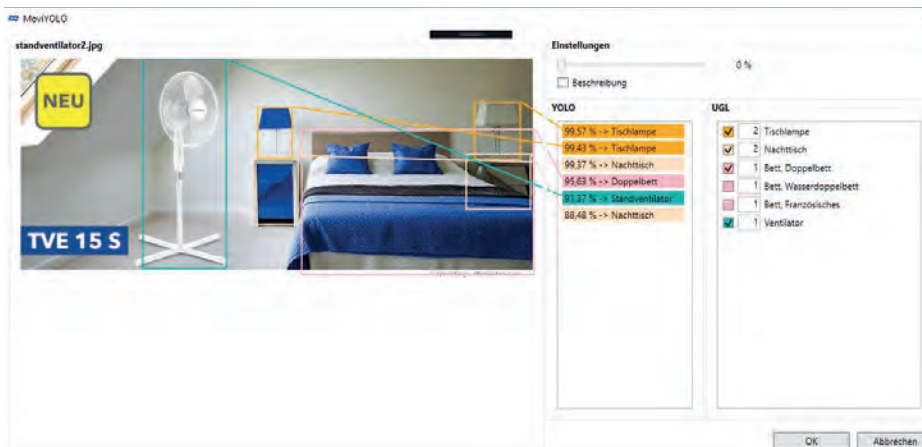 MoviYOLO
standventilator2.jpg
NEU
TVE 15 S
Einstellungen
0 %
Beschreibung
YOLO
99,57 % -> Tischlampe
99,43 % -> Tischlampe
99,37 % -> Nachttisch
95,63 % -> Doppelbett
91,37 % -> Standventilator
88,48 % -> Nachttisch
UGL
2 Tischlampe
2 Nachttisch
1 Bett, Doppelbett
1 Bett, Wasserdoppelbett
1 Bett, Französisches
1 Ventilator
OK
Abbrechen